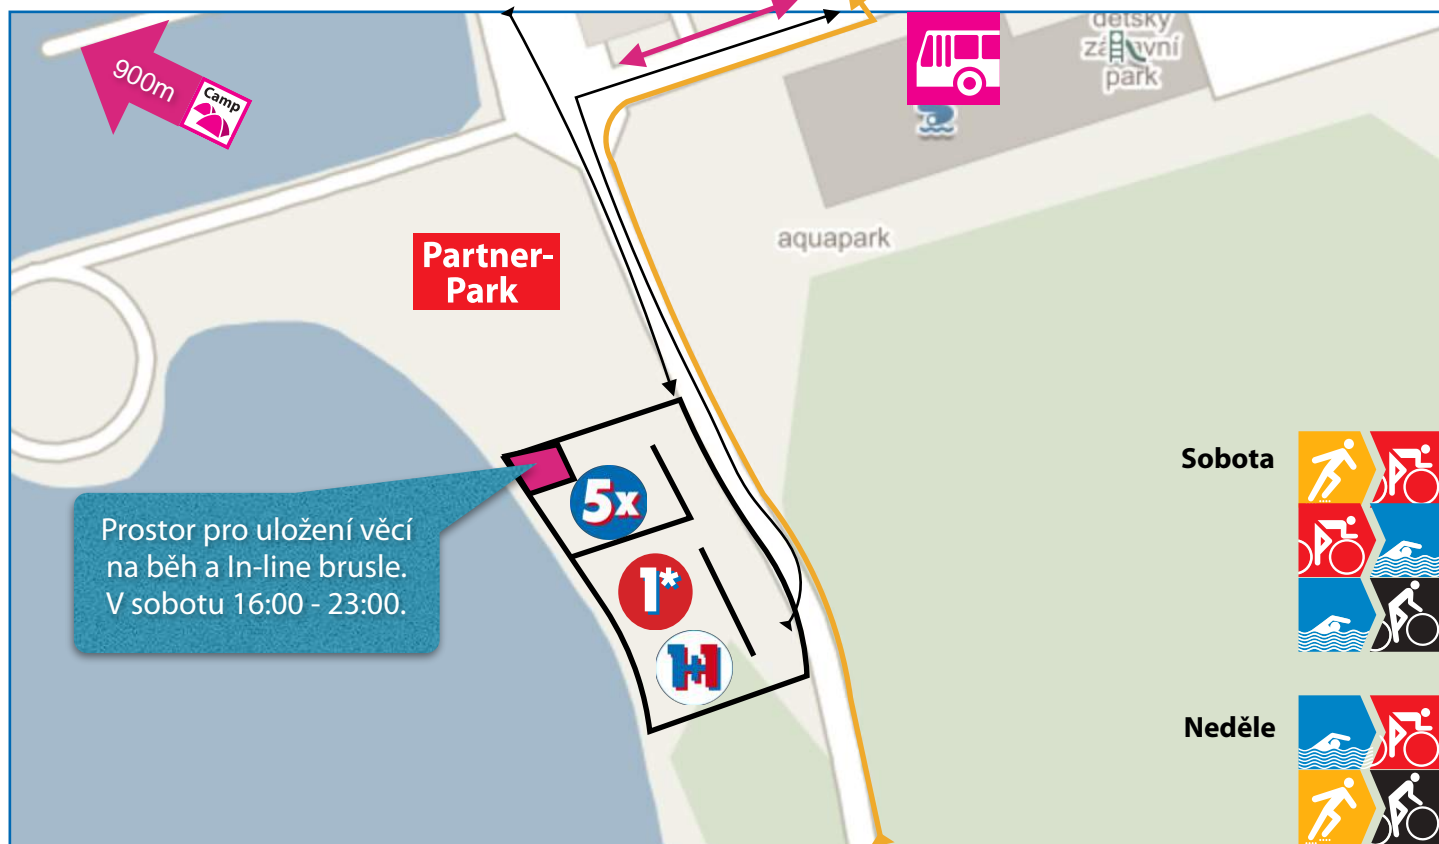 900m
Camp
dětský
zábavní
park
aquapark
Partner-
Park
5x
1*
1+1
Prostor pro uložení věcí
na běh a In-line brusle.
V sobotu 16:00 - 23:00.
Sobota
Neděle